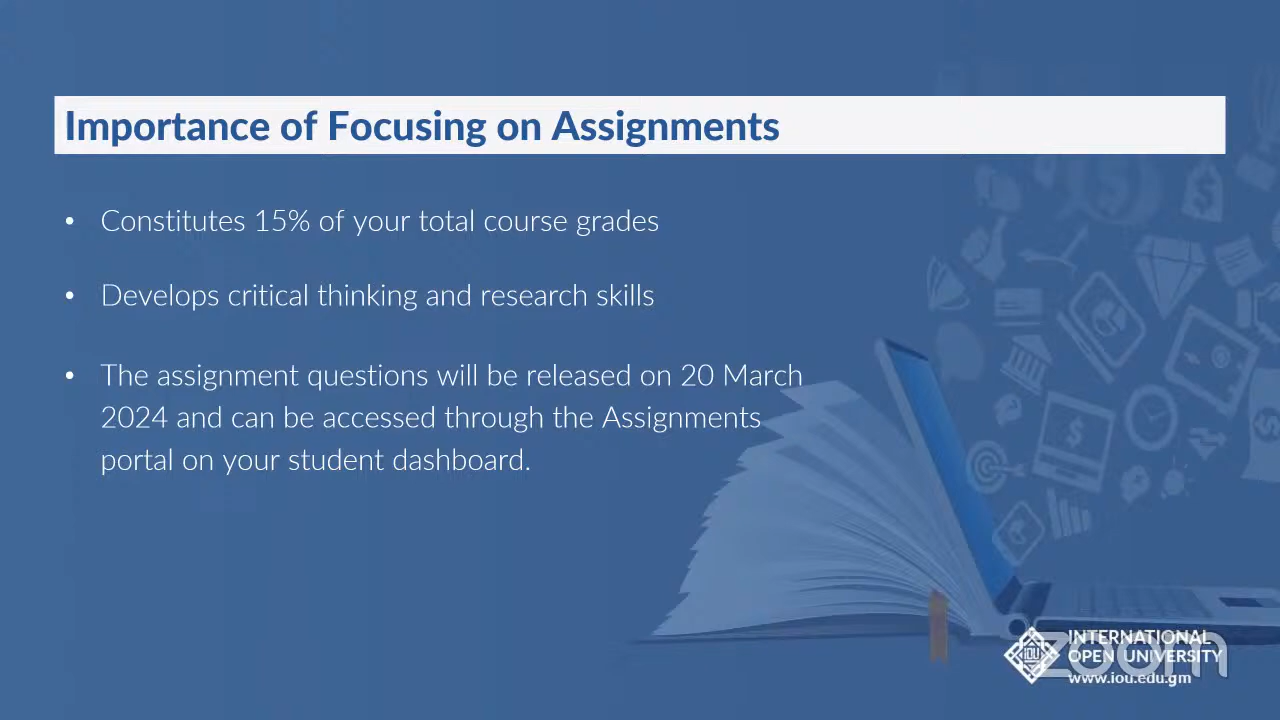 Importance of Focusing on Assignments
• Constitutes 15% of your total course grades
• Develops critical thinking and research skills
• The assignment questions will be released on 20 March
2024 and can be accessed through the Assignments
portal on your student dashboard.
IOU
INTERNATIONAL
OPEN UNIVERSITY
www.iou.edu.gm
zoom